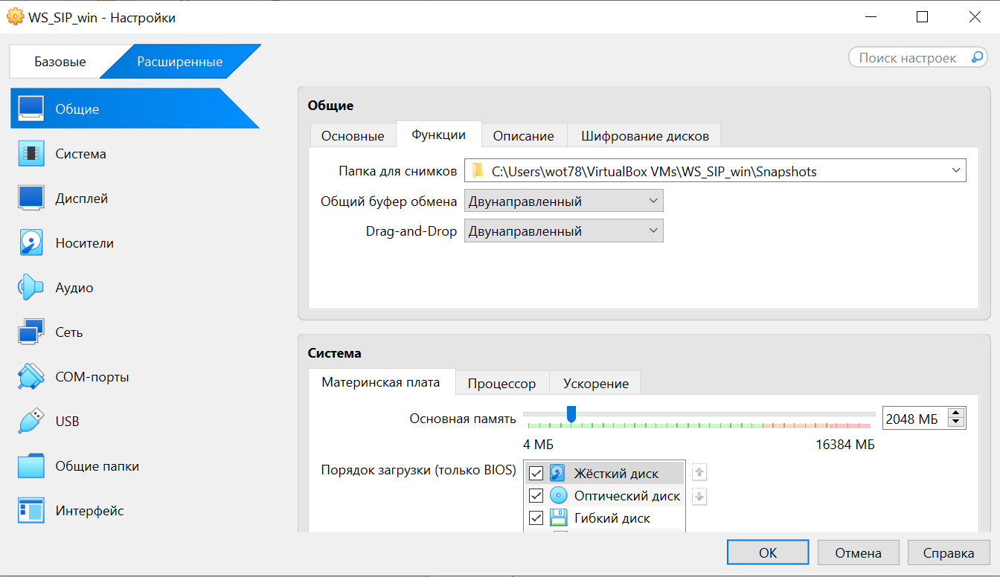 WS_SIP_win - Настройки
Базовые
Расширенные
Поиск настроек
Общие
Система
Дисплей
Носители
Аудио
Сеть
COM-порты
USB
Общие папки
Интерфейс
Общие
Основные
Функции
Описание
Шифрование дисков
Папка для снимков
C:\Users\wot78\VirtualBox VMs\WS_SIP_win\Snapshots
Общий буфер обмена
Двунаправленный
Drag-and-Drop
Двунаправленный
Система
Материнская плата
Процессор
Ускорение
Основная память
2048 МБ
4 МБ
16384 МБ
Порядок загрузки (только BIOS)
Жёсткий диск
Оптический диск
Гибкий диск
OK
Отмена
Справка